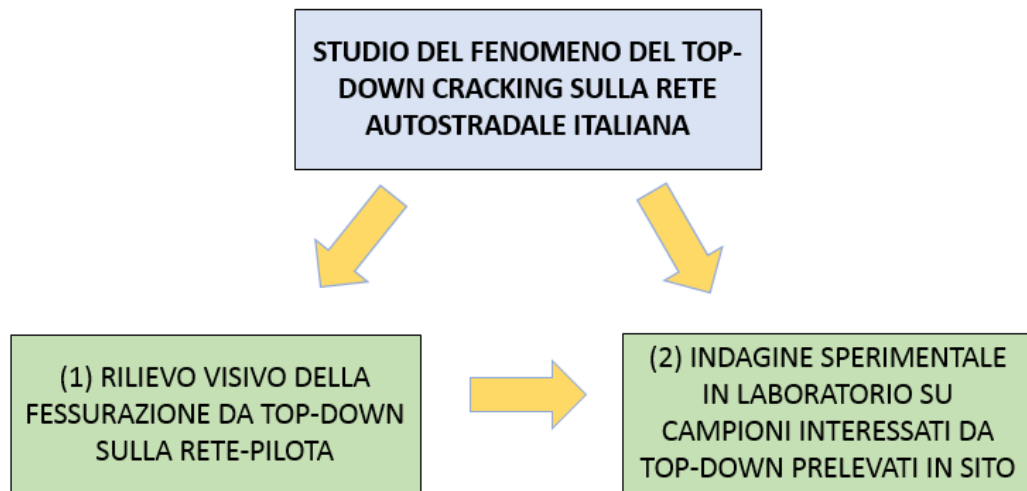 STUDIO DEL FENOMENO DEL TOP-
DOWN CRACKING SULLA RETE
AUTOSTRADALE ITALIANA
(1) RILIEVO VISIVO DELLA
FESSURAZIONE DA TOP-DOWN
SULLA RETE-PILOTA
(2) INDAGINE SPERIMENTALE
IN LABORATORIO SU
CAMPIONI INTERESSATI DA
TOP-DOWN PRELEVATI IN SITO